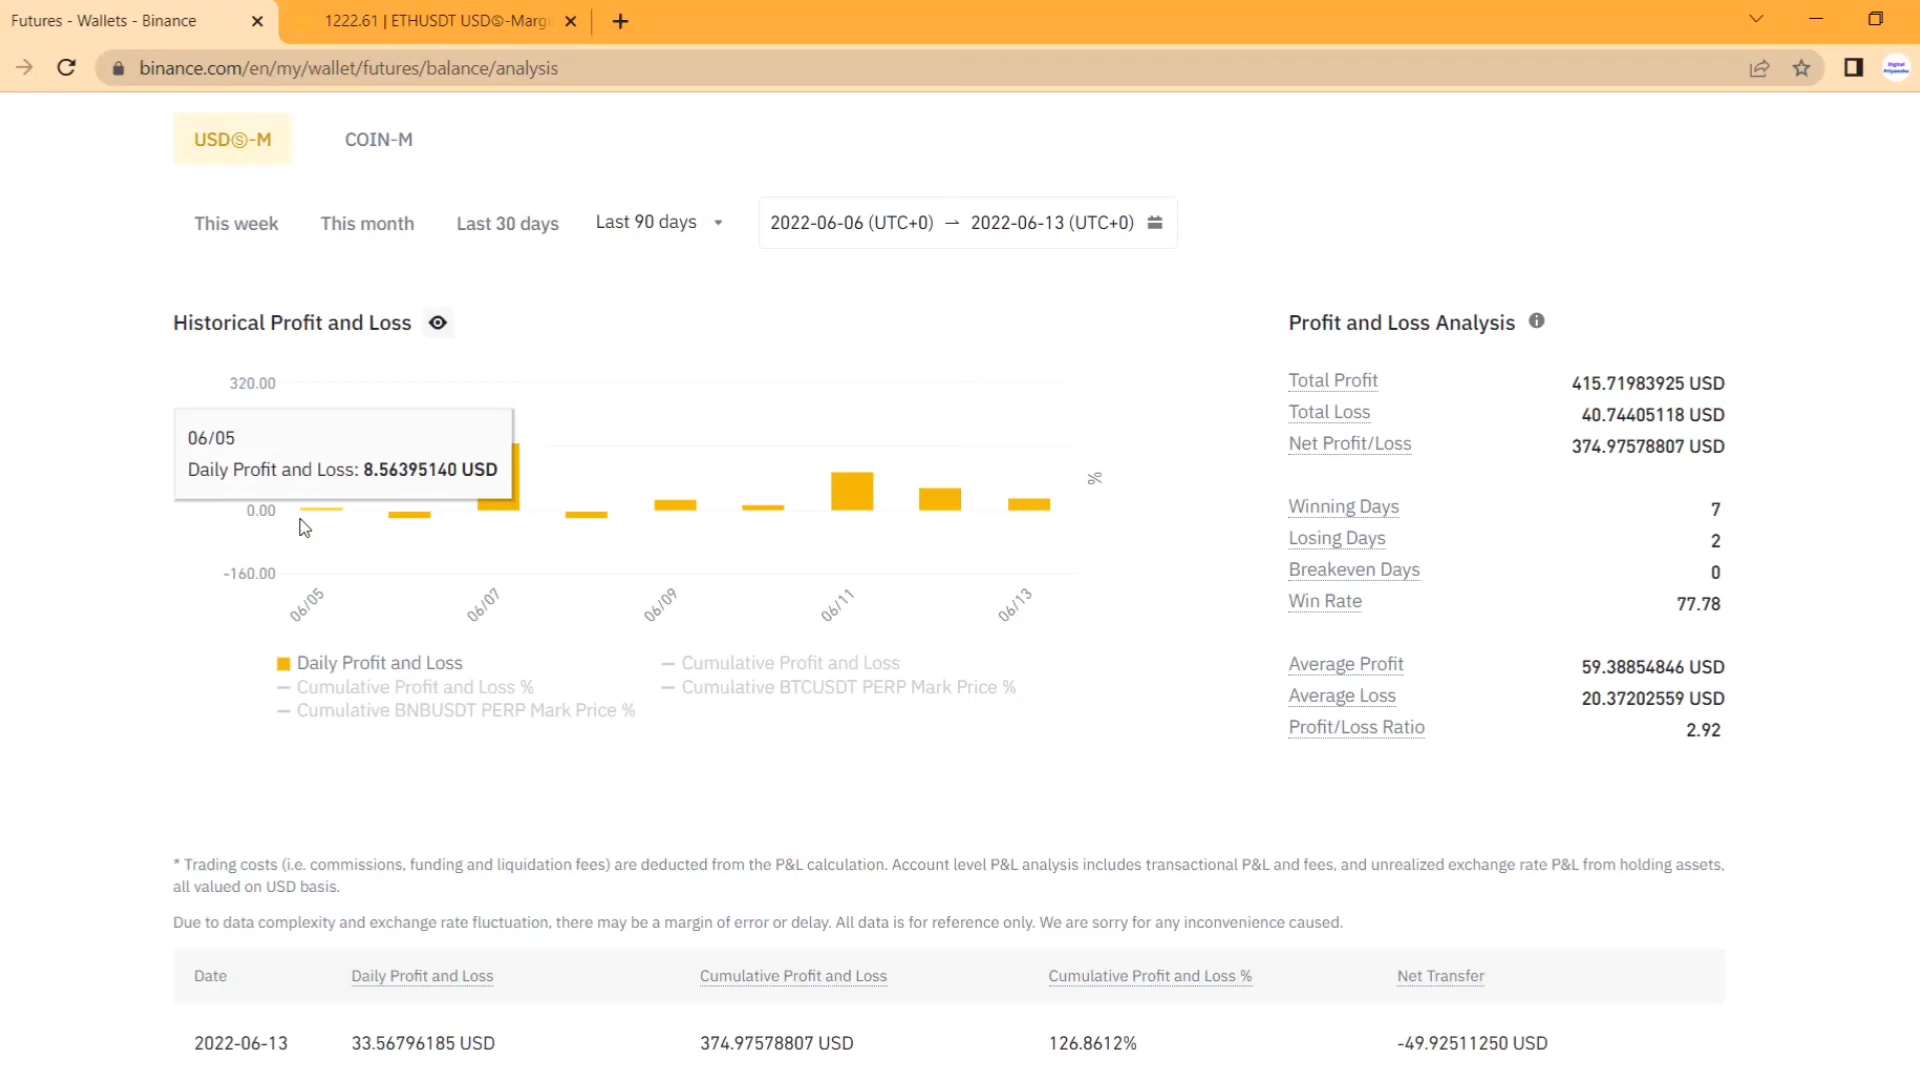 Futures - Wallets - Binance
1222.61 | ETHUSDT USDⓈ-Margi
binance.com/en/my/wallet/futures/balance/analysis
Digital Priyanshu
USDⓈ-M COIN-M
This week This month Last 30 days Last 90 days 2022-06-06 (UTC+0) → 2022-06-13 (UTC+0)
Historical Profit and Loss
Profit and Loss Analysis
320.00
06/05
Daily Profit and Loss: 8.56395140 USD
0.00
-160.00
%
06/05 06/07 06/09 06/11 06/13
Daily Profit and Loss
Cumulative Profit and Loss
Cumulative Profit and Loss %
Cumulative BTCUSDT PERP Mark Price %
Cumulative BNBUSDT PERP Mark Price %
Total Profit 415.71983925 USD
Total Loss 40.74405118 USD
Net Profit/Loss 374.97578807 USD
Winning Days 7
Losing Days 2
Breakeven Days 0
Win Rate 77.78
Average Profit 59.38854846 USD
Average Loss 20.37202559 USD
Profit/Loss Ratio 2.92
* Trading costs (i.e. commissions, funding and liquidation fees) are deducted from the P&L calculation. Account level P&L analysis includes transactional P&L and fees, and unrealized exchange rate P&L from holding assets,
all valued on USD basis.
Due to data complexity and exchange rate fluctuation, there may be a margin of error or delay. All data is for reference only. We are sorry for any inconvenience caused.
Date Daily Profit and Loss Cumulative Profit and Loss Cumulative Profit and Loss % Net Transfer
2022-06-13 33.56796185 USD 374.97578807 USD 126.8612% -49.92511250 USD